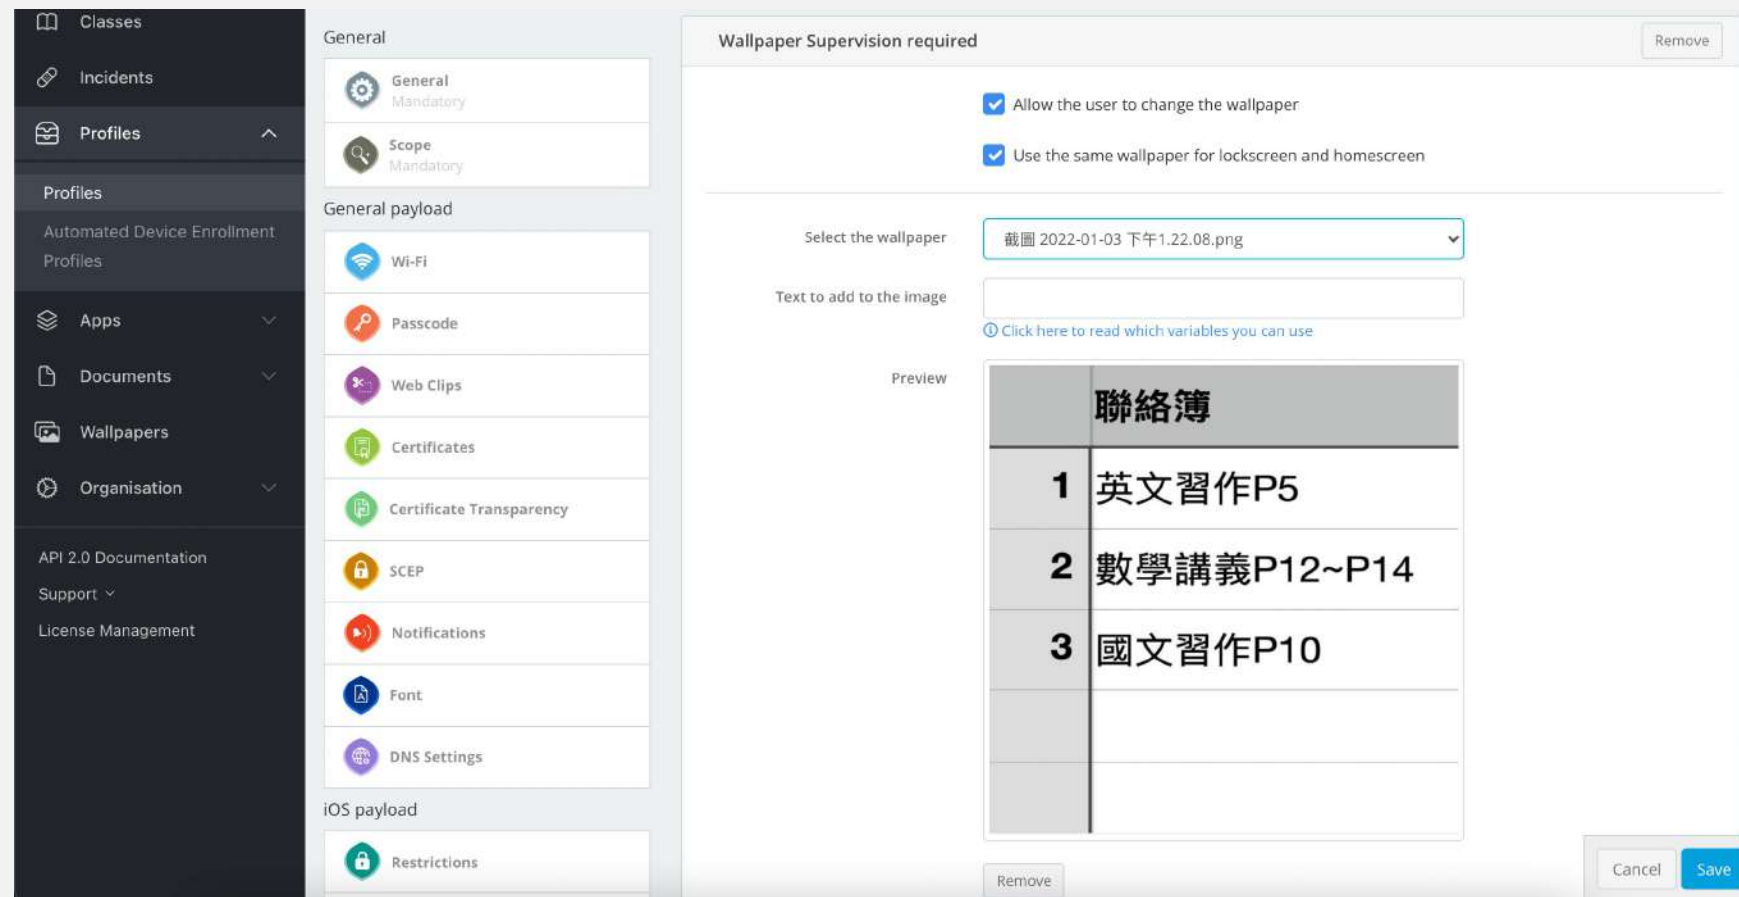 Classes
Incidents
Profiles
Profiles
Automated Device Enrollment
Profiles
Apps
Documents
Wallpapers
Organisation
API 2.0 Documentation
Support
License Management
General
General
Mandatory
Scope
Mandatory
General payload
Wi-Fi
Passcode
Web Clips
Certificates
Certificate Transparency
SCEP
Notifications
Font
DNS Settings
iOS payload
Restrictions
Wallpaper Supervision required
Remove
Allow the user to change the wallpaper
Use the same wallpaper for lockscreen and homescreen
Select the wallpaper
截圖 2022-01-03 下午1.22.08.png
Text to add to the image
Click here to read which variables you can use
Preview
聯絡簿
1 英文習作P5
2 數學講義P12~P14
3 國文習作P10
Remove
Cancel
Save